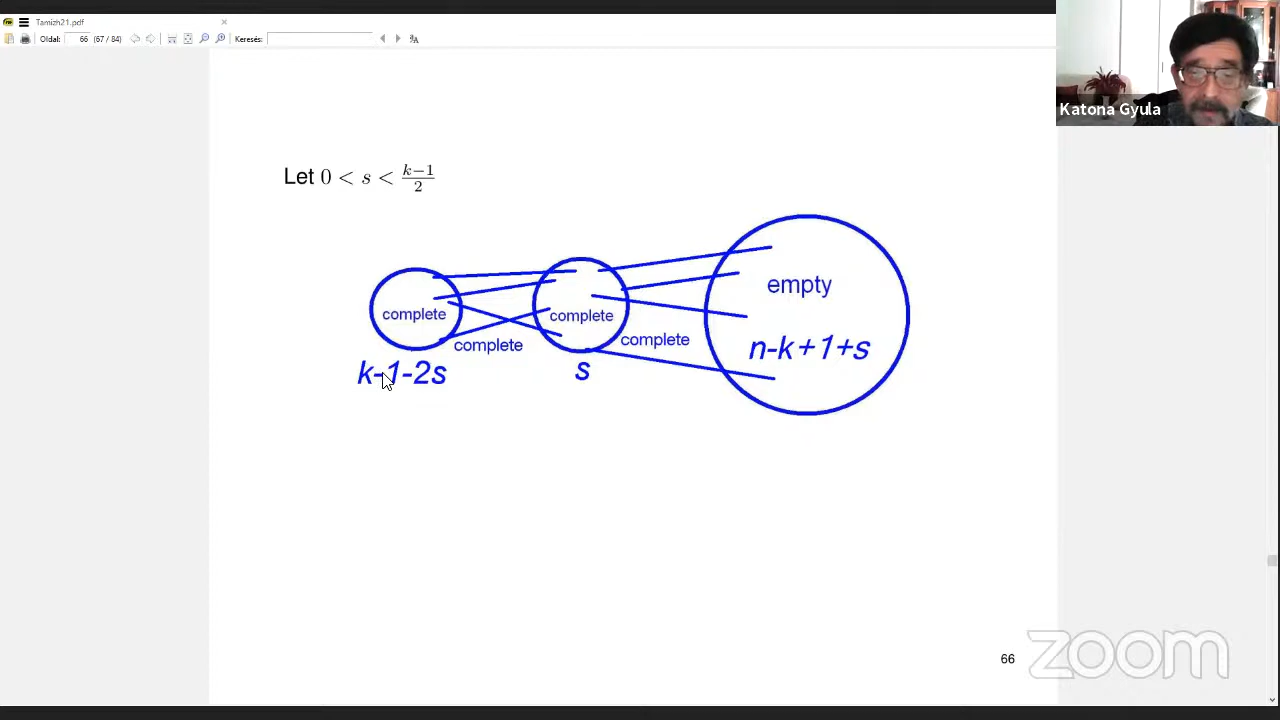 Tamizh21.pdf
Oldal: 66 (67 / 84) Keresés:
Katona Gyula
Let 0 < s < k−1/2
complete
complete
empty
complete
complete
n-k+1+s
k-1-2s
s
66
zoom